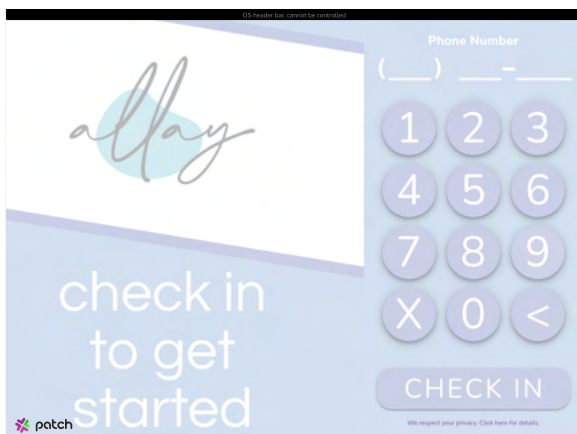 OS header bar, cannot be controlled
allay
check in
to get
started
patch
Phone Number
(___) ___-____
1 2 3
4 5 6
7 8 9
X 0 <
CHECK IN
We respect your privacy. Click here for details.